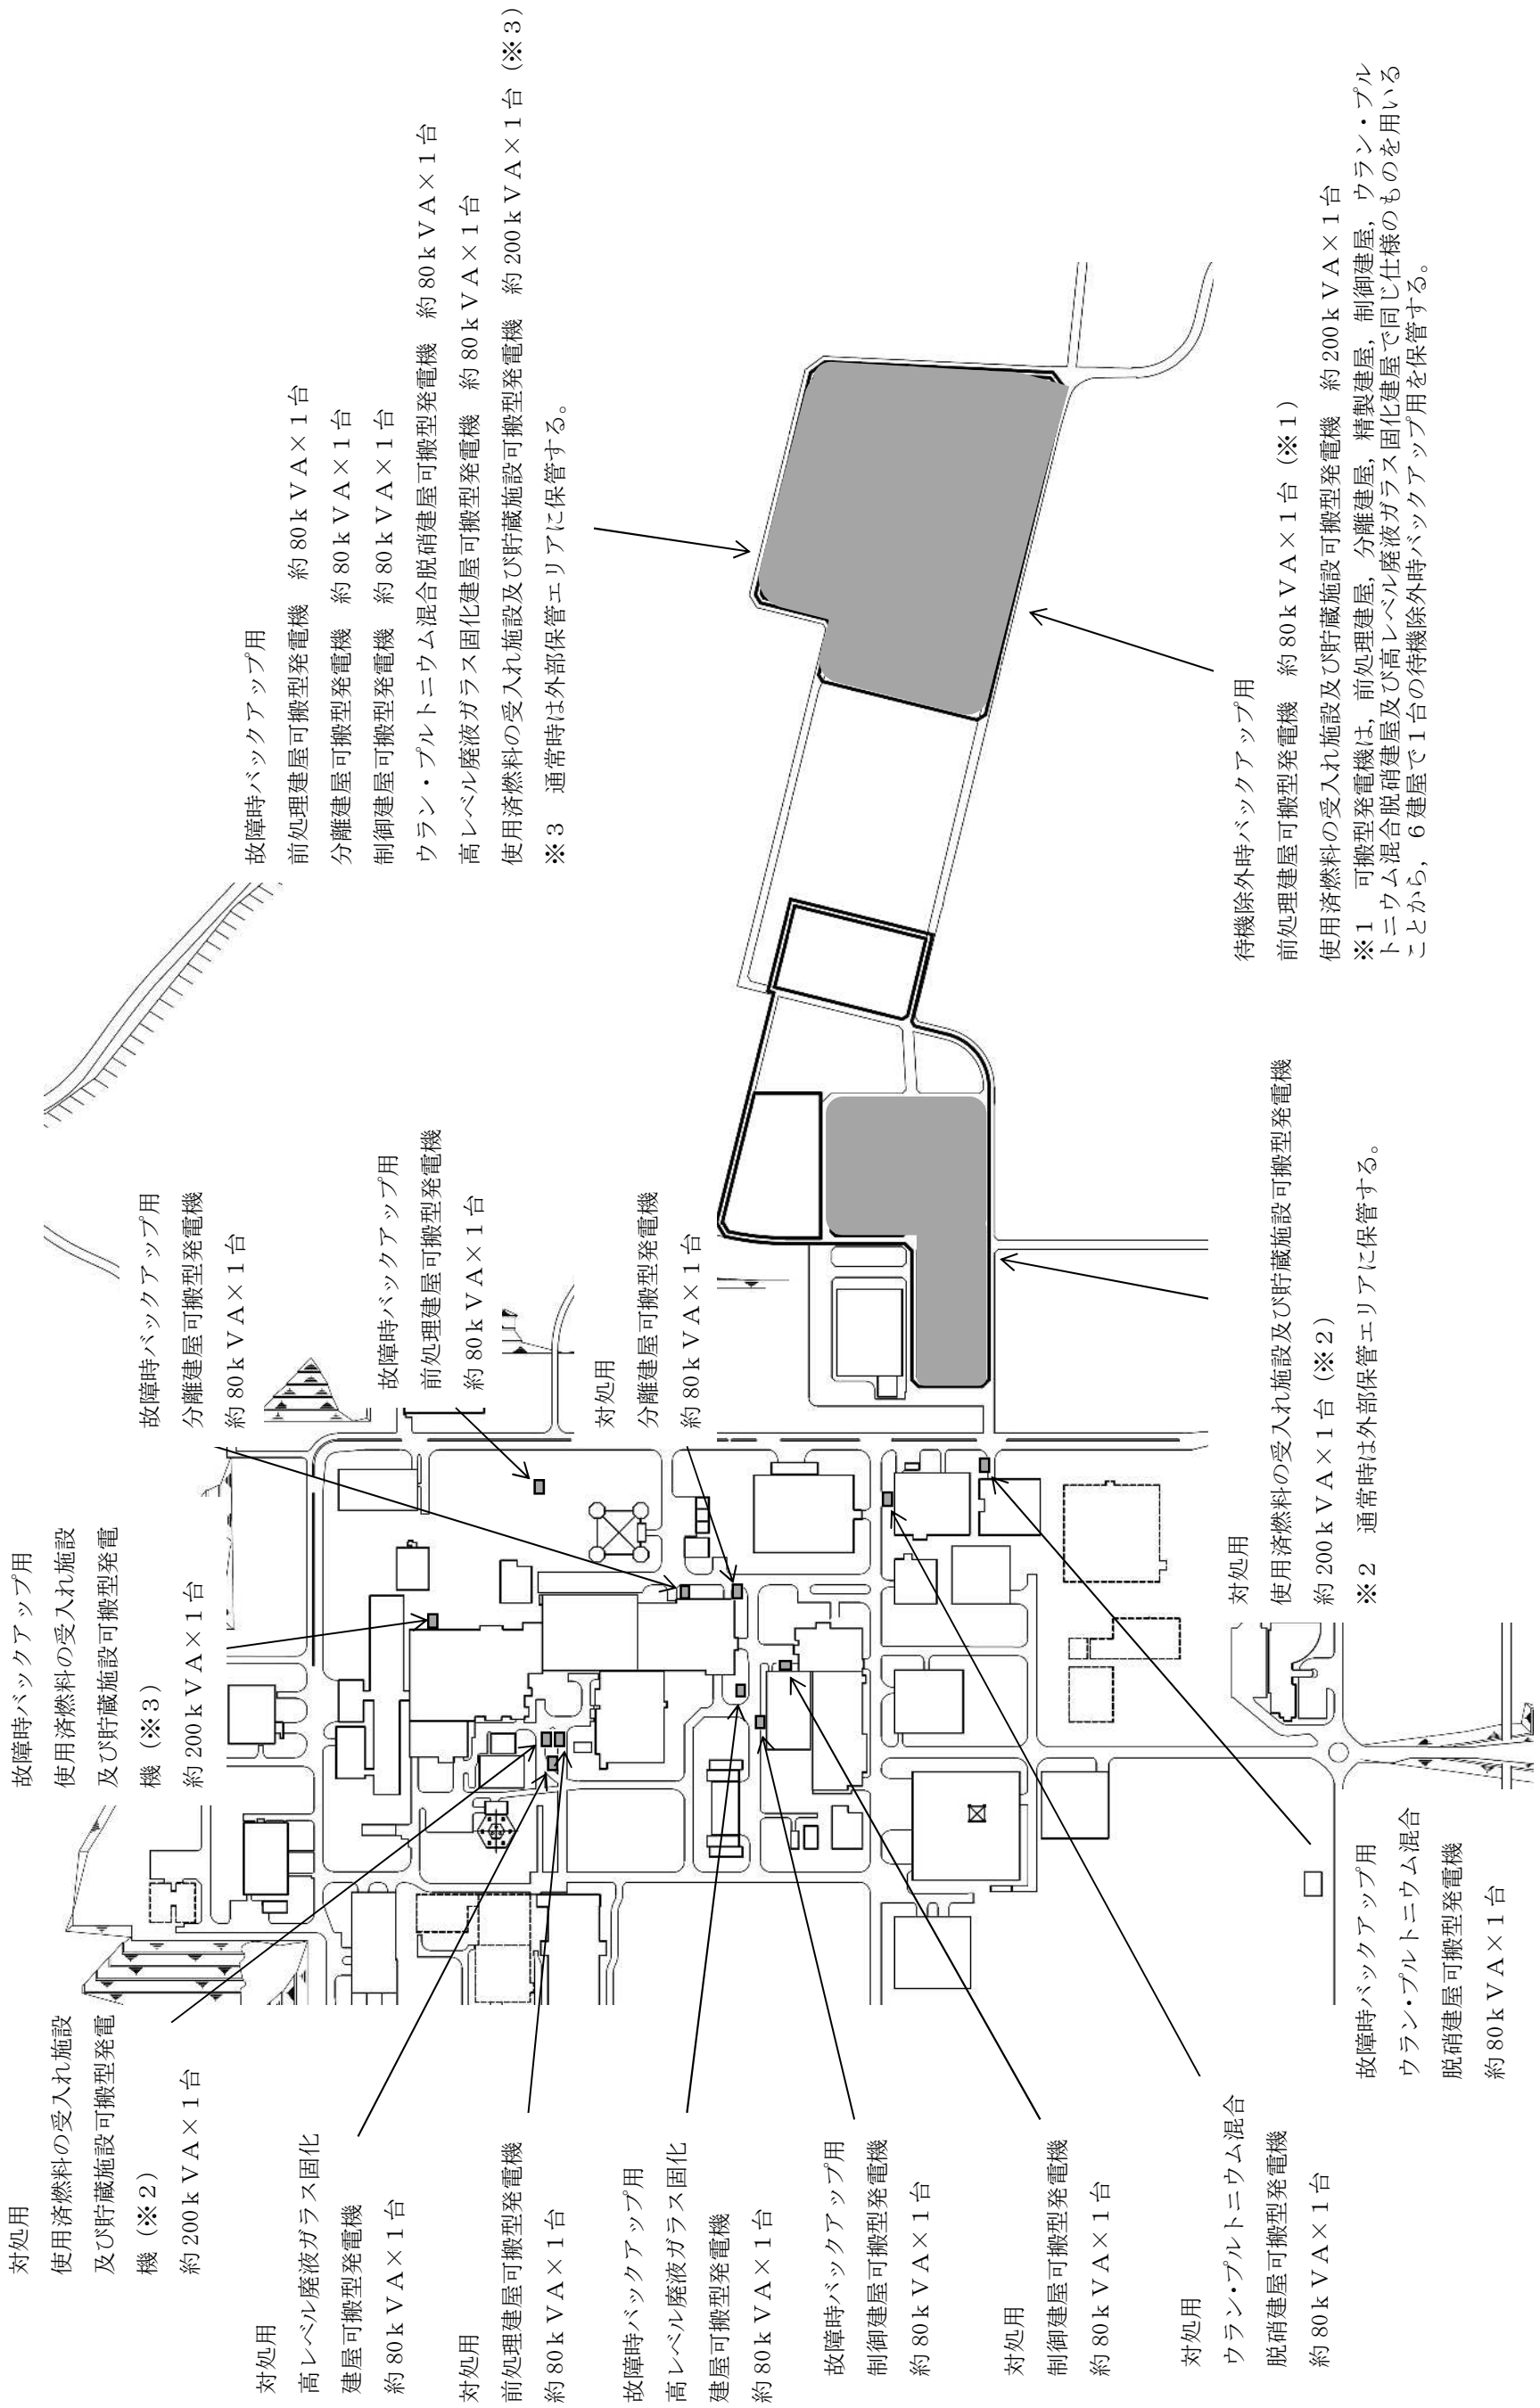 対処用
使用済燃料の受入れ施設
及び貯蔵施設可搬型発電
機（※２）
約200ｋＶＡ×１台
対処用
高レベル廃液ガラス固化
建屋可搬型発電機
約80ｋＶＡ×１台
対処用
前処理建屋可搬型発電機
約80ｋＶＡ×１台
故障時バックアップ用
高レベル廃液ガラス固化
建屋可搬型発電機
約80ｋＶＡ×１台
故障時バックアップ用
制御建屋可搬型発電機
約80ｋＶＡ×１台
対処用
制御建屋可搬型発電機
約80ｋＶＡ×１台
対処用
ウラン・プルトニウム混合
脱硝建屋可搬型発電機
約80ｋＶＡ×１台
故障時バックアップ用
ウラン・プルトニウム混合
脱硝建屋可搬型発電機
約80ｋＶＡ×１台
故障時バックアップ用
使用済燃料の受入れ施設
及び貯蔵施設可搬型発電
機（※３）
約200ｋＶＡ×１台
故障時バックアップ用
分離建屋可搬型発電機
約80ｋＶＡ×１台
故障時バックアップ用
前処理建屋可搬型発電機
約80ｋＶＡ×１台
対処用
分離建屋可搬型発電機
約80ｋＶＡ×１台
対処用
使用済燃料の受入れ施設及び貯蔵施設可搬型発電機
約200ｋＶＡ×１台（※２）
※２　通常時は外部保管エリアに保管する。
故障時バックアップ用
前処理建屋可搬型発電機　約80ｋＶＡ×１台
分離建屋可搬型発電機　約80ｋＶＡ×１台
制御建屋可搬型発電機　約80ｋＶＡ×１台
ウラン・プルトニウム混合脱硝建屋可搬型発電機　約80ｋＶＡ×１台
高レベル廃液ガラス固化建屋可搬型発電機　約80ｋＶＡ×１台
使用済燃料の受入れ施設及び貯蔵施設可搬型発電機　約200ｋＶＡ×１台（※３）
※３　通常時は外部保管エリアに保管する。
待機除外時バックアップ用
前処理建屋可搬型発電機　約80ｋＶＡ×１台（※１）
使用済燃料の受入れ施設及び貯蔵施設可搬型発電機　約200ｋＶＡ×１台
※１　可搬型発電機は，前処理建屋，分離建屋，精製建屋，制御建屋，ウラン・プル
トニウム混合脱硝建屋及び高レベル廃液ガラス固化建屋で同じ仕様のものを用いる
ことから，６建屋で１台の待機除外時バックアップ用を保管する。